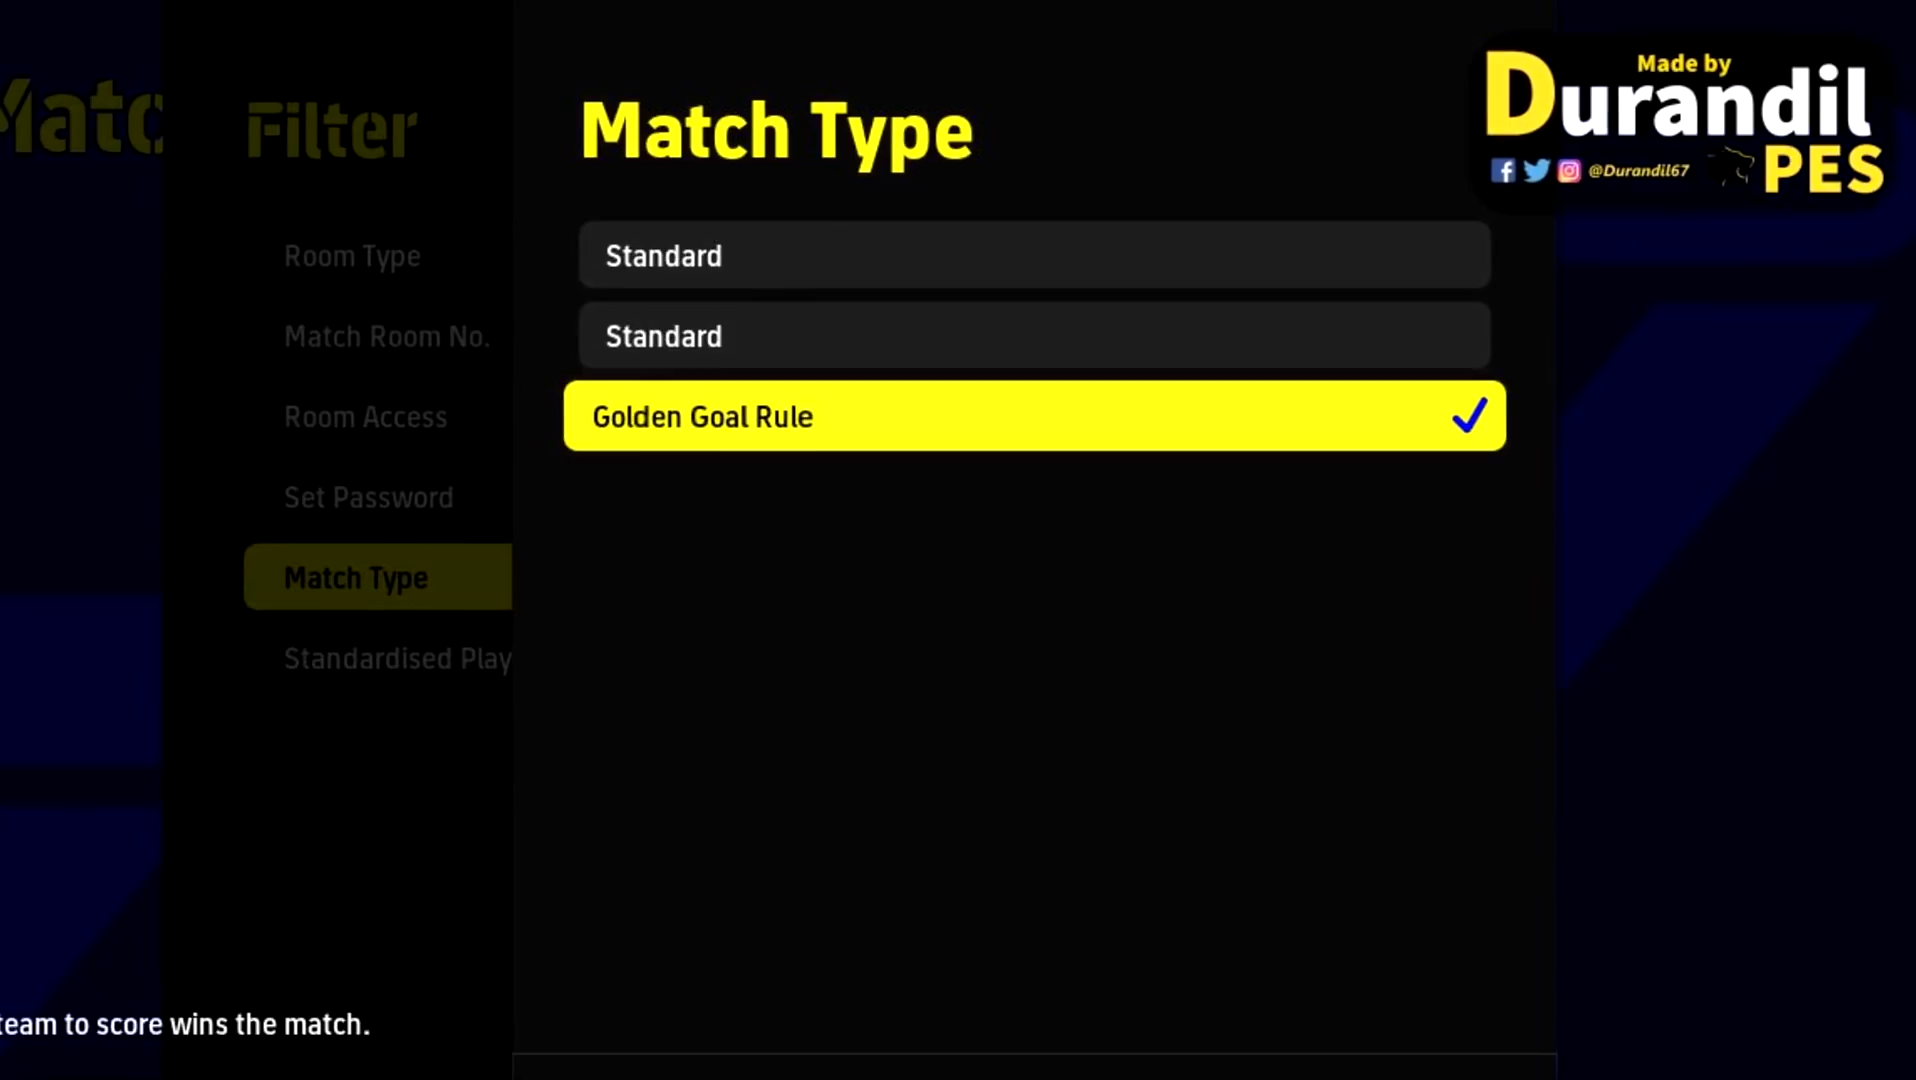 Matc
Filter
Match Type
Made by
Durandil
PES
@Durandil67
Room Type
Match Room No.
Room Access
Set Password
Match Type
Standardised Play
Standard
Standard
Golden Goal Rule
team to score wins the match.